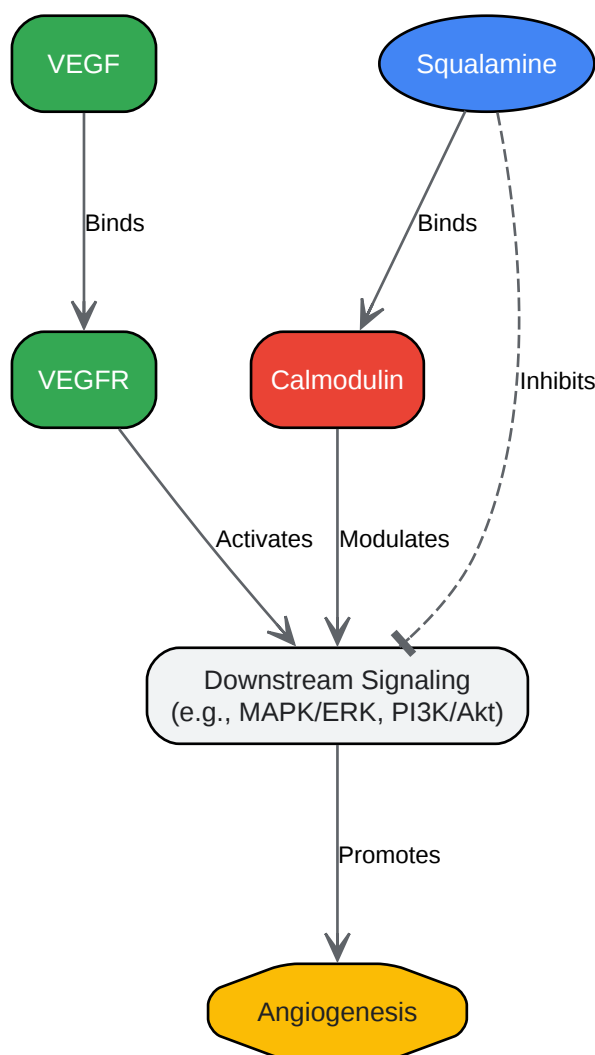 VEGF
Squalamine
Binds
Binds
VEGFR
Calmodulin
Inhibits
Activates
Modulates
Downstream Signaling
(e.g., MAPK/ERK, PI3K/Akt)
Promotes
Angiogenesis